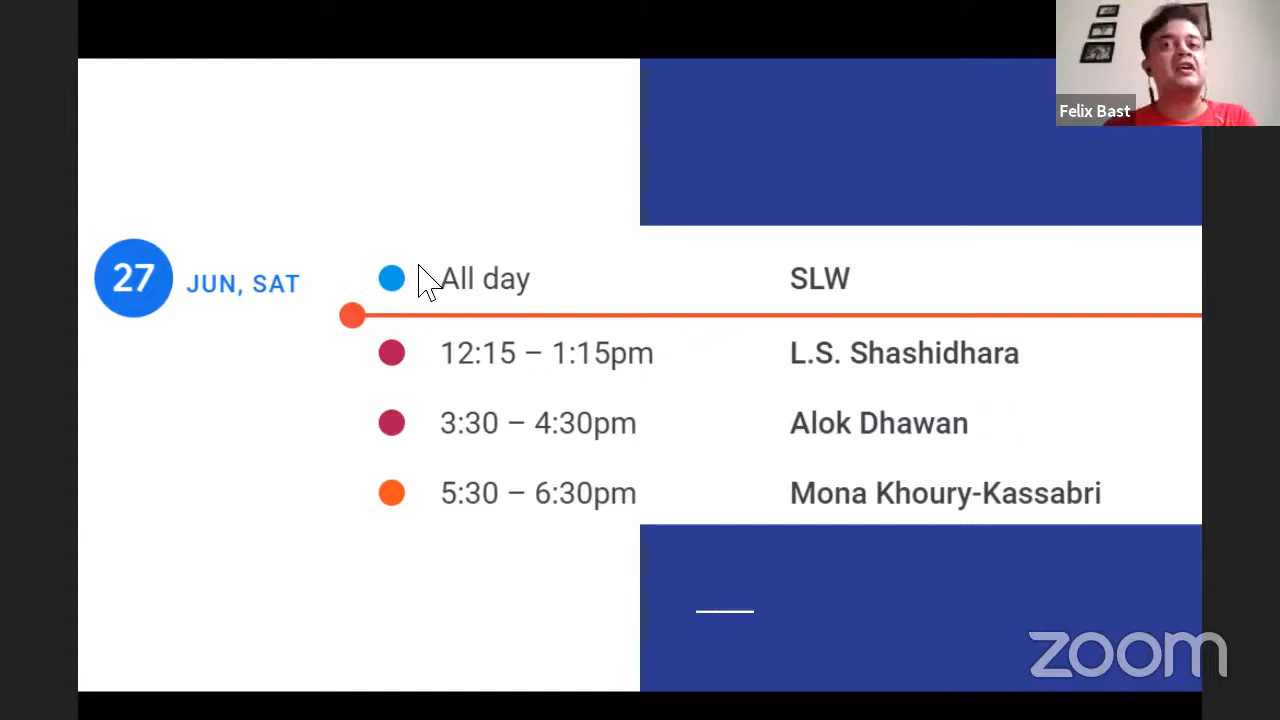 Felix Bast
27 JUN, SAT
All day SLW
12:15 – 1:15pm L.S. Shashidhara
3:30 – 4:30pm Alok Dhawan
5:30 – 6:30pm Mona Khoury-Kassabri
zoom